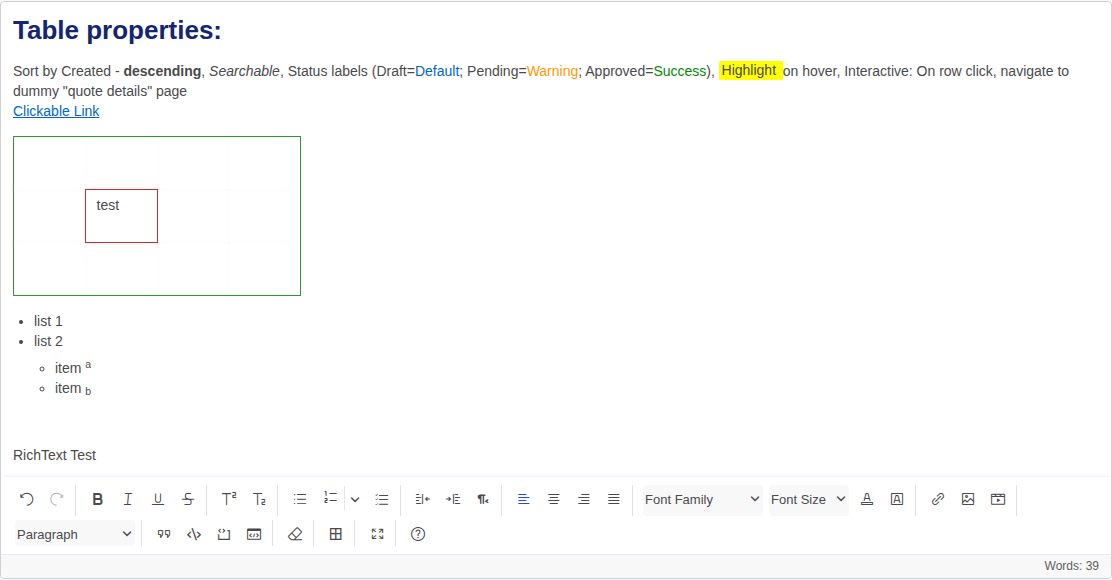 Table properties:
Sort by Created - descending, Searchable, Status labels (Draft=Default; Pending=Warning; Approved=Success), Highlight on hover, Interactive: On row click, navigate to
dummy "quote details" page
Clickable Link
test
• list 1
• list 2
◦ item a
◦ item b
RichText Test
B I U S T² T₂ Font Family Font Size A A
Paragraph
Words: 39